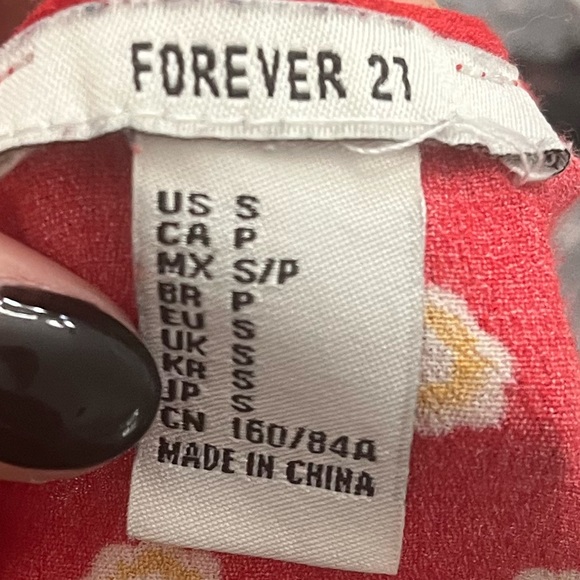 FOREVER 21
US S
CA P
MX S/P
BR P
EU S
UK S
KR S
JP S
CN 160/84A
MADE IN CHINA